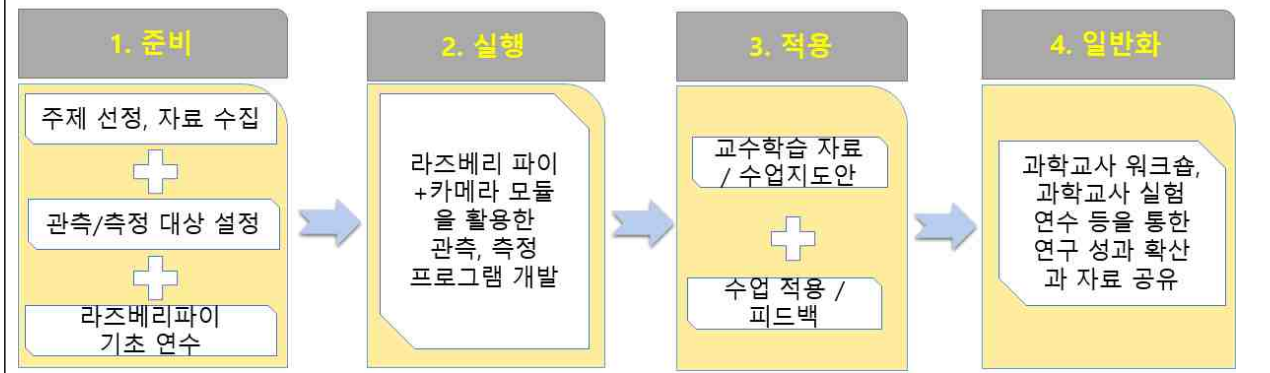 1. 준비
주제 선정, 자료 수집
관측/측정 대상 설정
라즈베리파이
기초 연수
2. 실행
라즈베리 파이
+카메라 모듈
을 활용한
관측, 측정
프로그램 개발
3. 적용
교수학습 자료
/ 수업지도안
수업 적용 /
피드백
4. 일반화
과학교사 워크숍,
과학교사 실험
연수 등을 통한
연구 성과 확산
과 자료 공유